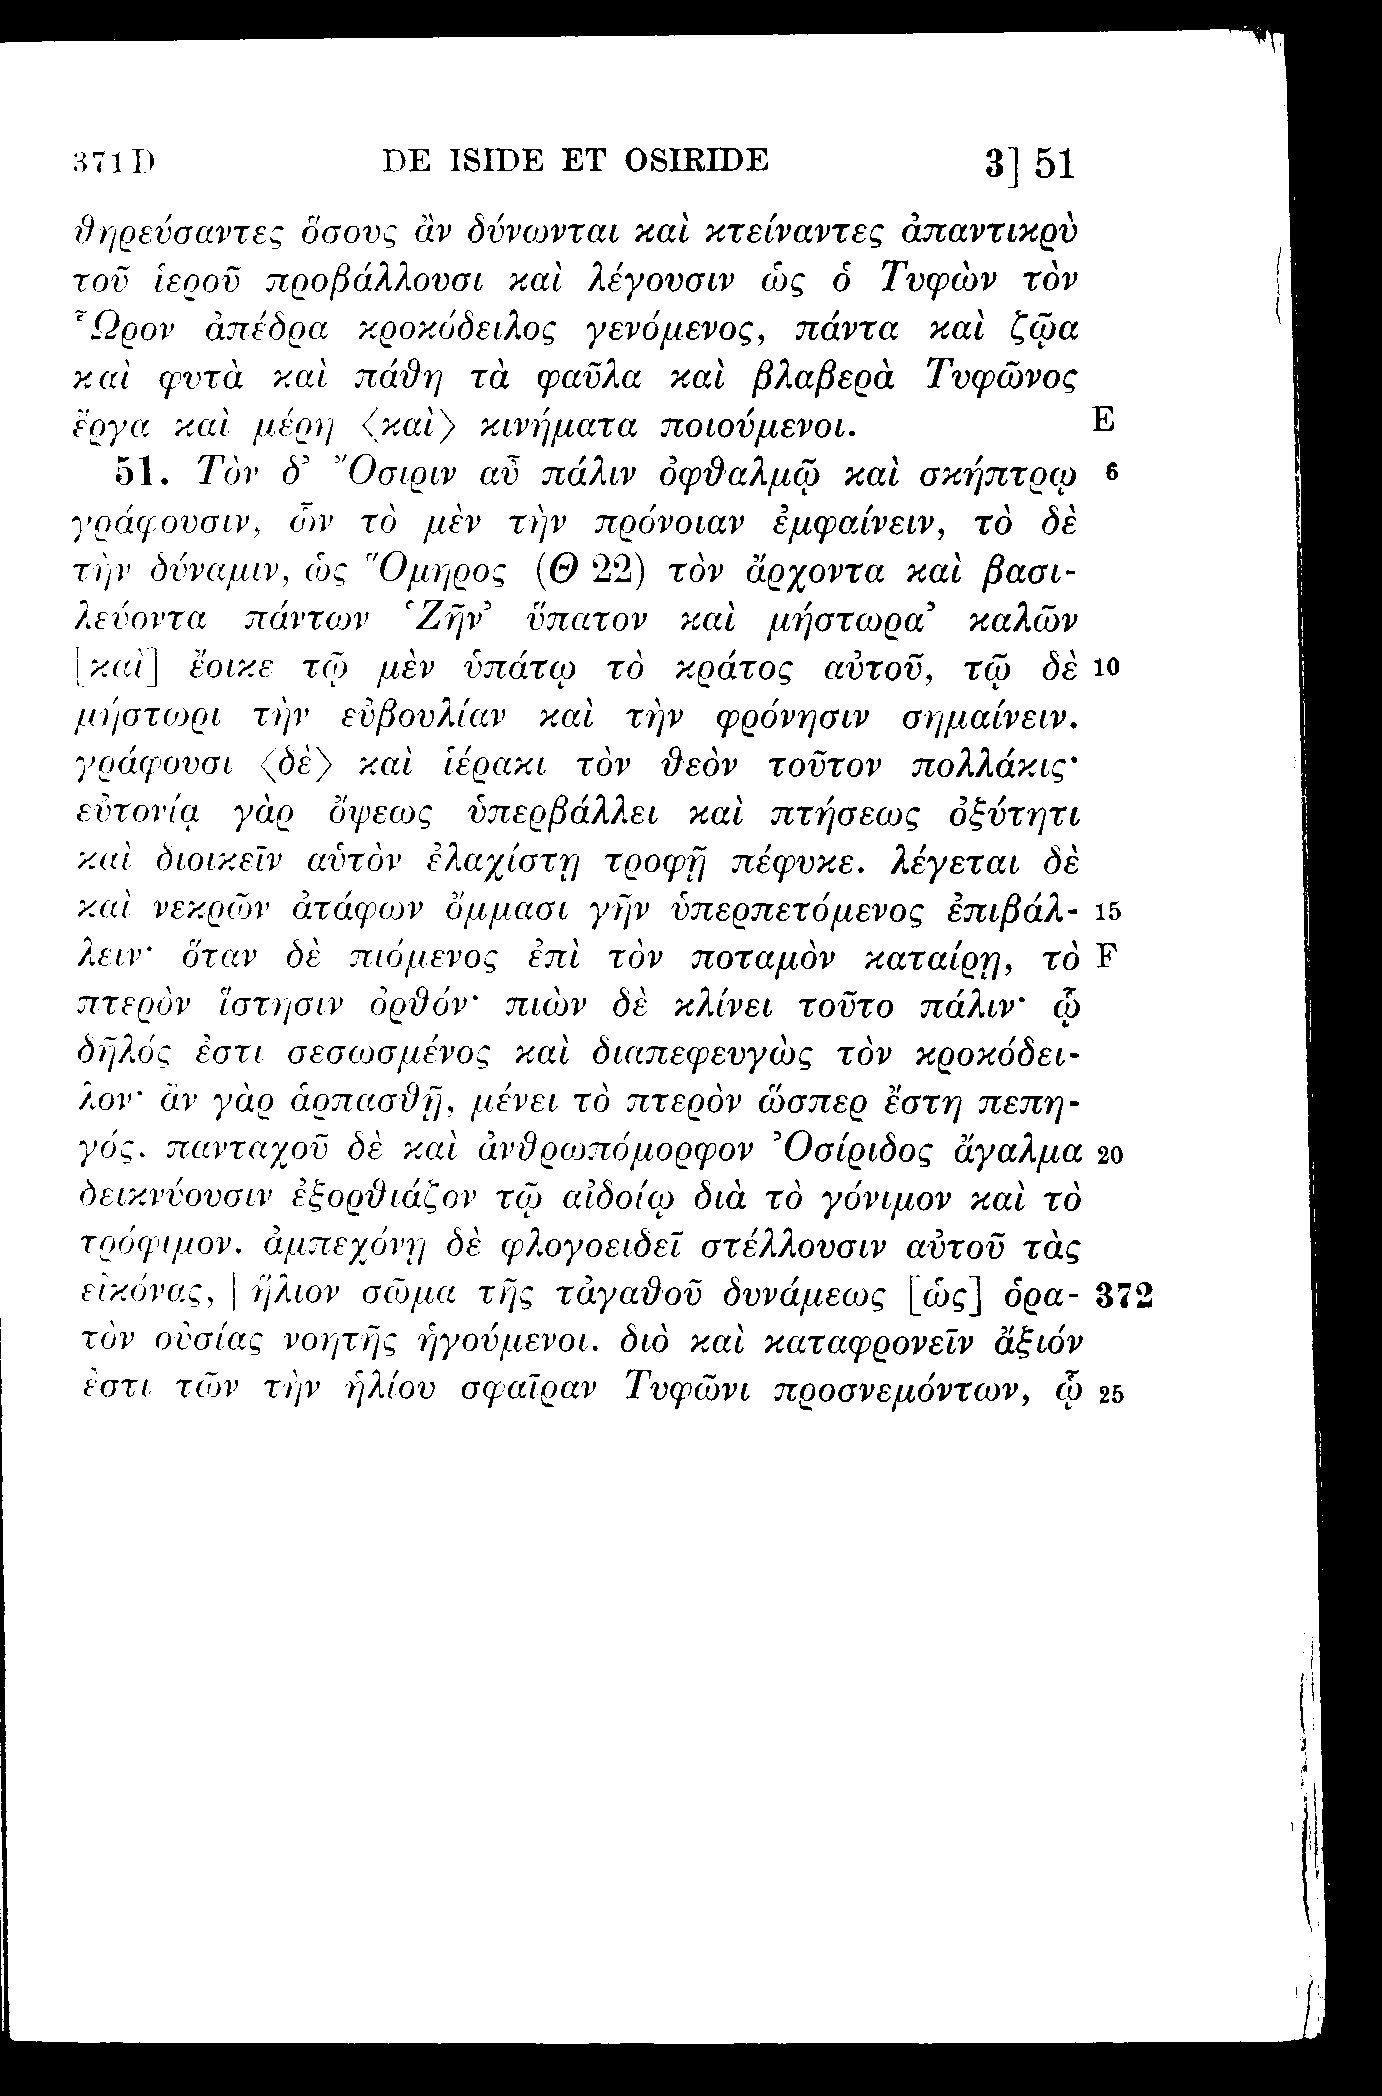 371 D DE ISIDE ET OSIRIDE 3] 51
θηρεύσαντες ὅσους ἂν δύνωνται καὶ κτείναντες ἀπαντικρὺ
τοῦ ἱεροῦ προβάλλουσι καὶ λέγουσιν ὡς ὁ Τυφὼν τὸν
Ὧρον ἀπέδρα κροκόδειλος γενόμενος, πάντα καὶ ζῷα
καὶ φυτὰ καὶ πάθη τὰ φαῦλα καὶ βλαβερὰ Τυφῶνος
ἔργα καὶ μέρη ⟨καὶ⟩ κινήματα ποιούμενοι. E
51. Τὸν δ’ Ὄσιριν αὖ πάλιν ὀφθαλμῷ καὶ σκήπτρῳ 6
γράφουσιν, ὧν τὸ μὲν τὴν πρόνοιαν ἐμφαίνειν, τὸ δὲ
τὴν δύναμιν, ὡς Ὅμηρος (Θ 22) τὸν ἄρχοντα καὶ βασι-
λεύοντα πάντων ‘Ζῆν’ ὕπατον καὶ μήστωρα’ καλῶν
[καὶ] ἔοικε τῷ μὲν ὑπάτῳ τὸ κράτος αὐτοῦ, τῷ δὲ 10
μήστωρι τὴν εὐβουλίαν καὶ τὴν φρόνησιν σημαίνειν.
γράφουσι ⟨δὲ⟩ καὶ ἱέρακι τὸν θεὸν τοῦτον πολλάκις·
εὐτονίᾳ γὰρ ὄψεως ὑπερβάλλει καὶ πτήσεως ὀξύτητι
καὶ διοικεῖν αὑτὸν ἐλαχίστῃ τροφῇ πέφυκε. λέγεται δὲ
καὶ νεκρῶν ἀτάφων ὄμμασι γῆν ὑπερπετόμενος ἐπιβάλ- 15
λειν· ὅταν δὲ πιόμενος ἐπὶ τὸν ποταμὸν καταίρῃ, τὸ F
πτερὸν ἵστησιν ὀρθόν· πιὼν δὲ κλίνει τοῦτο πάλιν· ᾧ
δῆλός ἐστι σεσωσμένος καὶ διαπεφευγὼς τὸν κροκόδει-
λον· ἂν γὰρ ἁρπασθῇ, μένει τὸ πτερὸν ὥσπερ ἔστη πεπη-
γός. πανταχοῦ δὲ καὶ ἀνθρωπόμορφον Ὀσίριδος ἄγαλμα 20
δεικνύουσιν ἐξορθιάζον τῷ αἰδοίῳ διὰ τὸ γόνιμον καὶ τὸ
τρόφιμον. ἀμπεχόνῃ δὲ φλογοειδεῖ στέλλουσιν αὐτοῦ τὰς
εἰκόνας, | ἥλιον σῶμα τῆς τἀγαθοῦ δυνάμεως [ὡς] ὁρα- 372
τὸν οὐσίας νοητῆς ἡγούμενοι. διὸ καὶ καταφρονεῖν ἄξιόν
ἐστι τῶν τὴν ἡλίου σφαῖραν Τυφῶνι προσνεμόντων, ᾧ 25